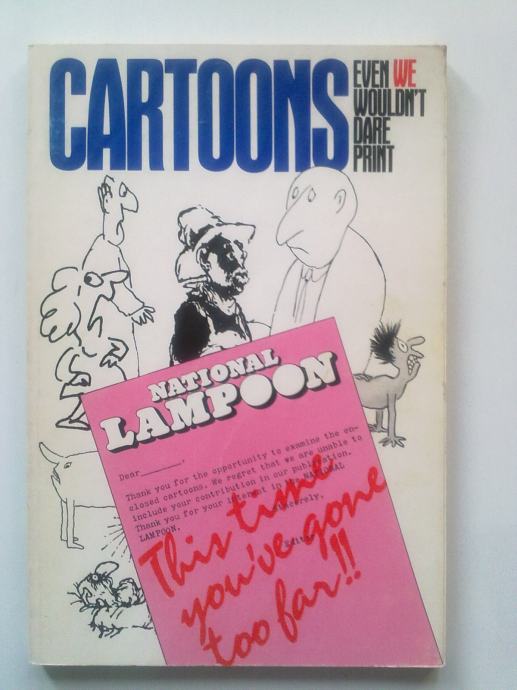 CARTOONS
EVEN WE
WOULDN'T
DARE
PRINT
NATIONAL
LAMPOON
Dear________,
Thank you for the opportunity to examine the en-
closed cartoons. We regret that we are unable to
include your contribution in our publication.
Thank you for your interest in the NATIONAL
LAMPOON.
Sincerely,
Editor
This time
you've gone
too far!!